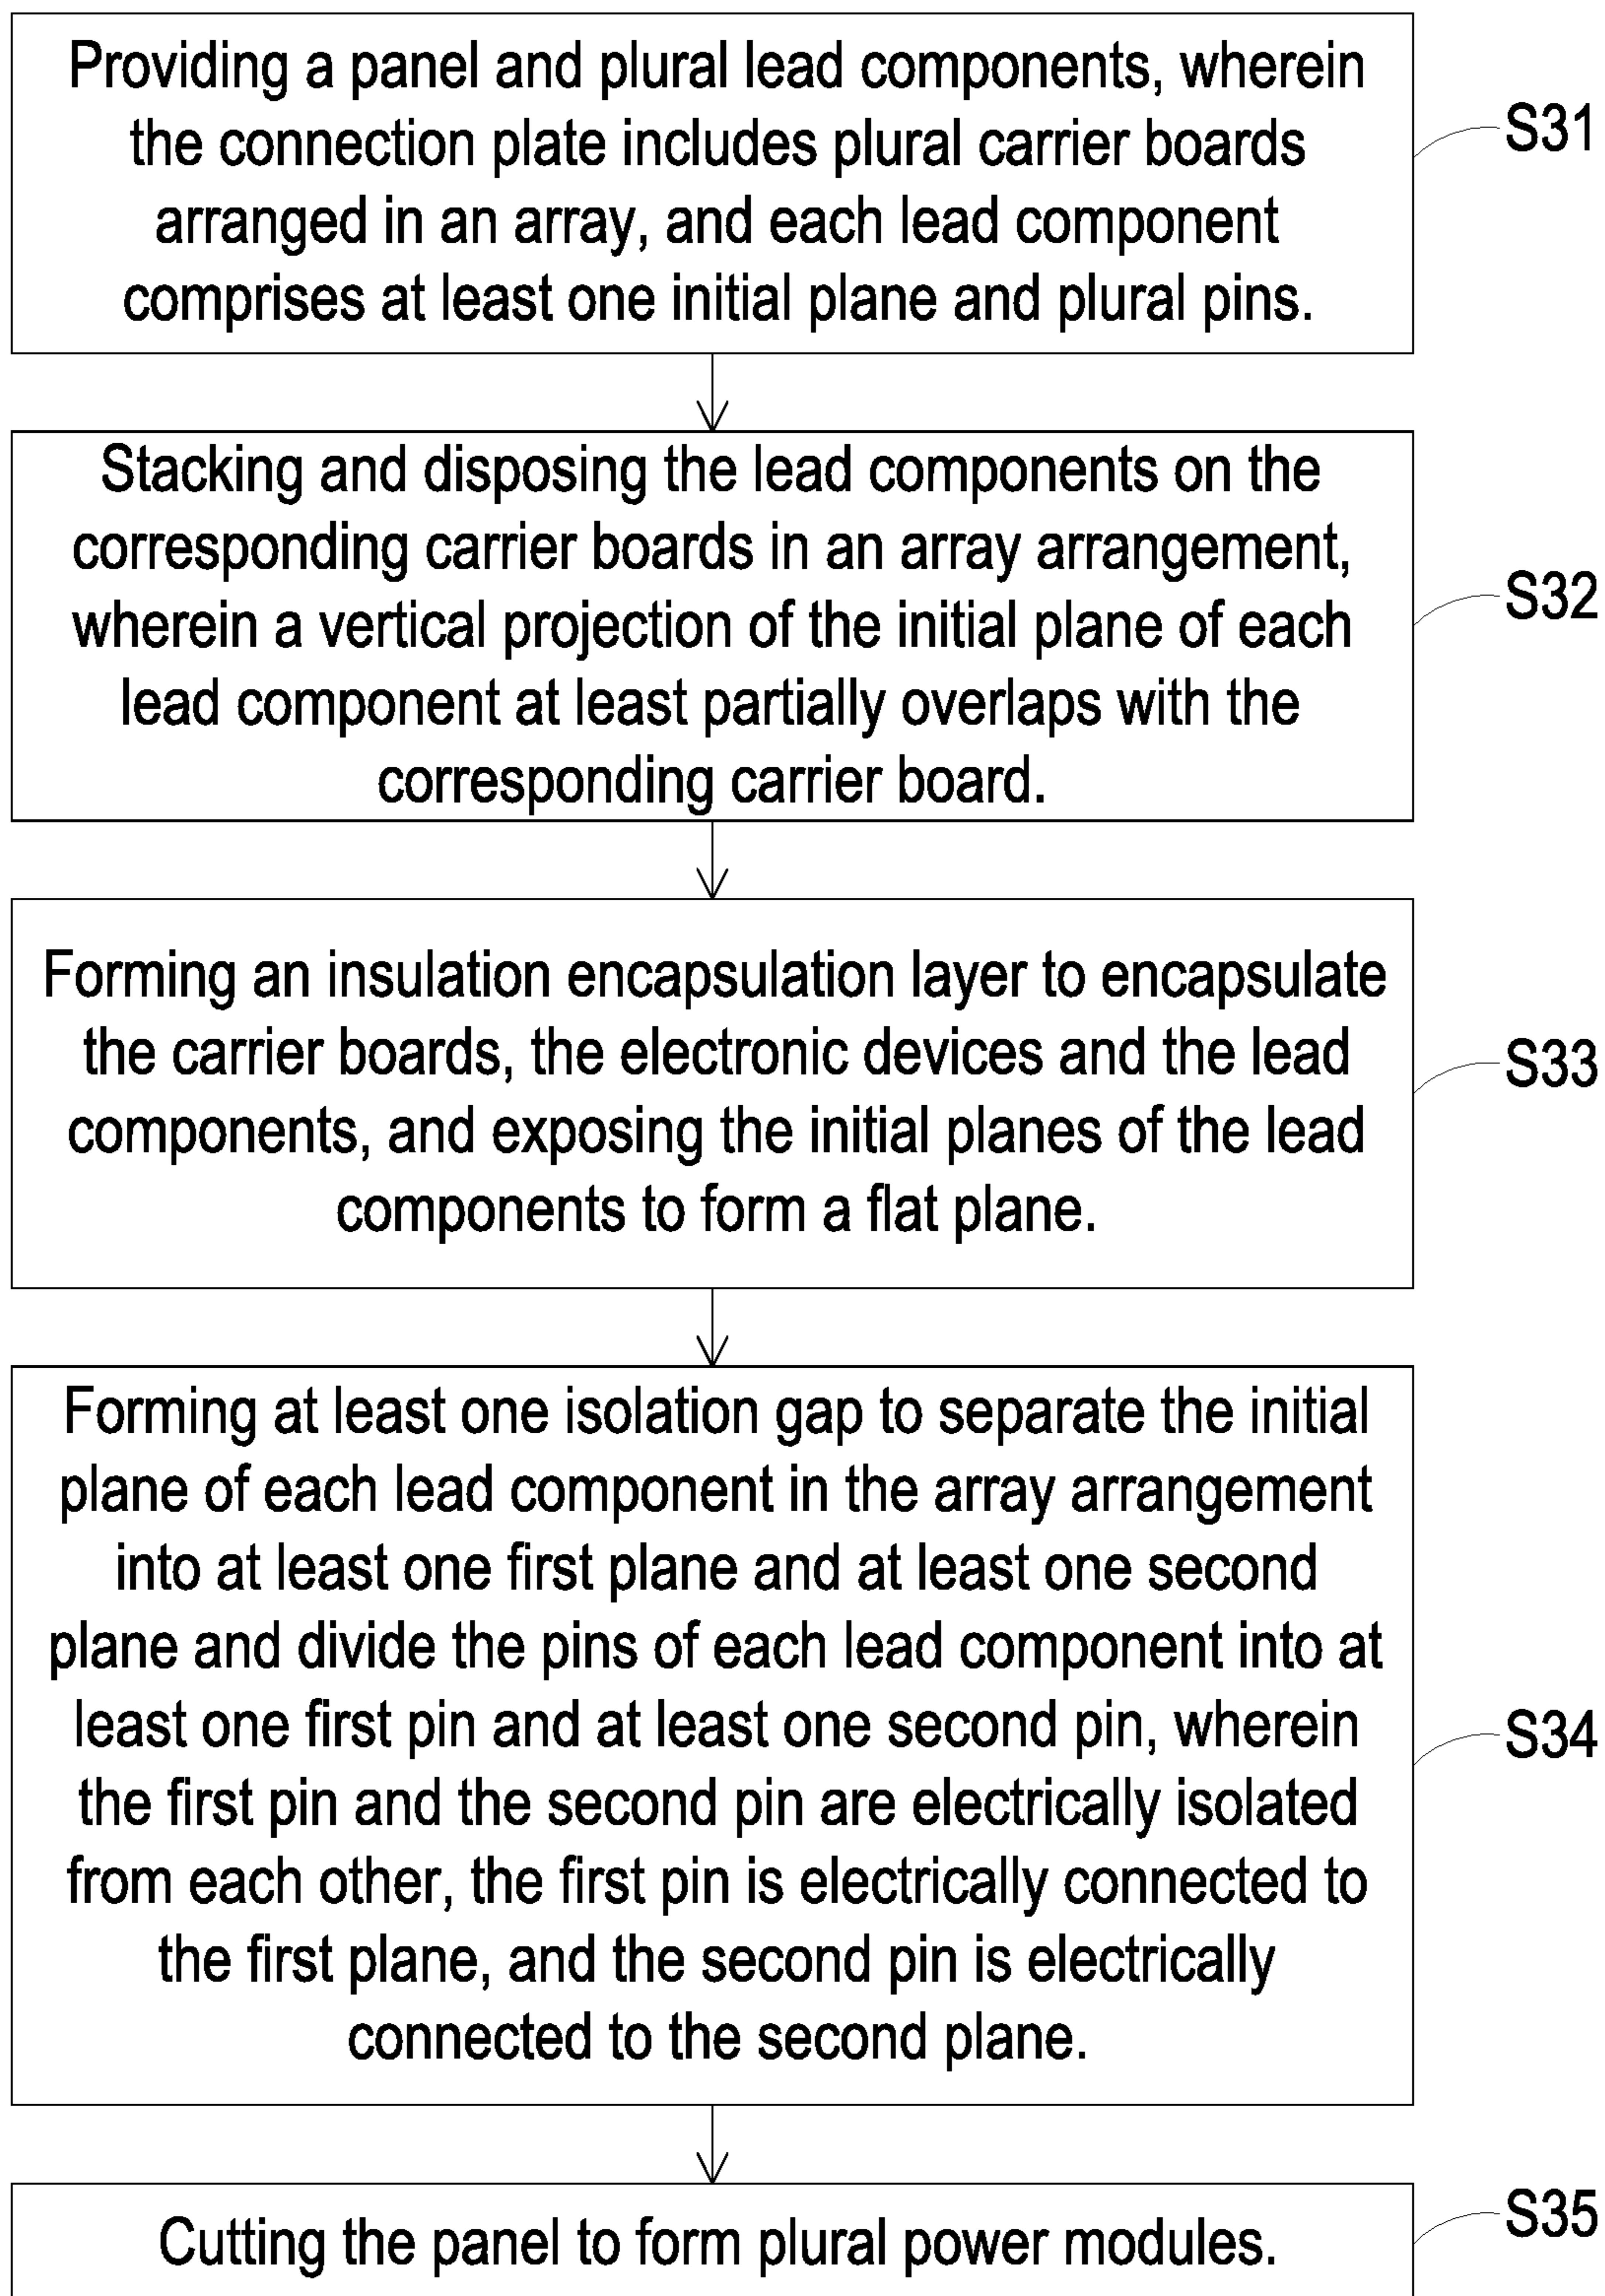 Providing a panel and plural lead components, wherein
the connection plate includes plural carrier boards
arranged in an array, and each lead component
comprises at least one initial plane and plural pins.
S31
Stacking and disposing the lead components on the
corresponding carrier boards in an array arrangement,
wherein a vertical projection of the initial plane of each
lead component at least partially overlaps with the
corresponding carrier board.
S32
Forming an insulation encapsulation layer to encapsulate
the carrier boards, the electronic devices and the lead
components, and exposing the initial planes of the lead
components to form a flat plane.
S33
Forming at least one isolation gap to separate the initial
plane of each lead component in the array arrangement
into at least one first plane and at least one second
plane and divide the pins of each lead component into at
least one first pin and at least one second pin, wherein
the first pin and the second pin are electrically isolated
from each other, the first pin is electrically connected to
the first plane, and the second pin is electrically
connected to the second plane.
S34
Cutting the panel to form plural power modules.
S35